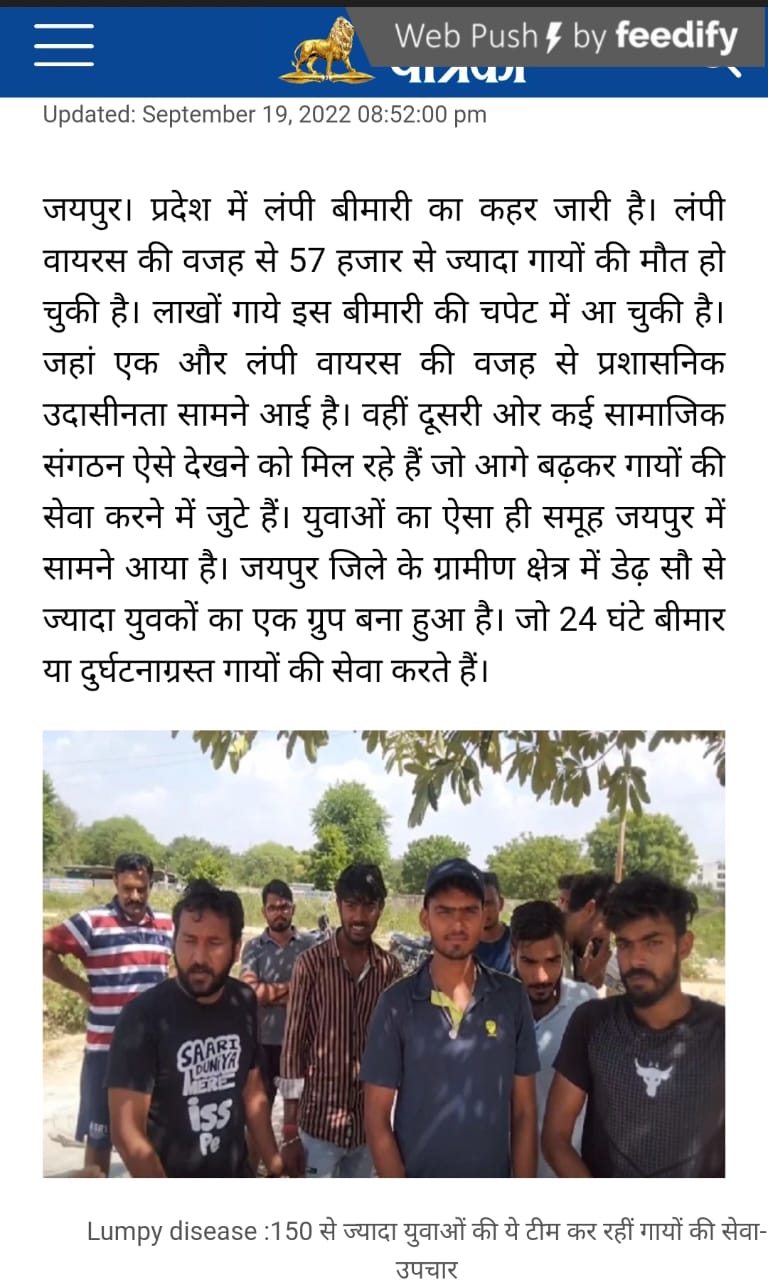 Web Push by feedify
Updated: September 19, 2022 08:52:00 pm
जयपुर। प्रदेश में लंपी बीमारी का कहर जारी है। लंपी
वायरस की वजह से 57 हजार से ज्यादा गायों की मौत हो
चुकी है। लाखों गाये इस बीमारी की चपेट में आ चुकी है।
जहां एक और लंपी वायरस की वजह से प्रशासनिक
उदासीनता सामने आई है। वहीं दूसरी ओर कई सामाजिक
संगठन ऐसे देखने को मिल रहे हैं जो आगे बढ़कर गायों की
सेवा करने में जुटे हैं। युवाओं का ऐसा ही समूह जयपुर में
सामने आया है। जयपुर जिले के ग्रामीण क्षेत्र में डेढ़ सौ से
ज्यादा युवकों का एक ग्रुप बना हुआ है। जो 24 घंटे बीमार
या दुर्घटनाग्रस्त गायों की सेवा करते हैं।
SAARI
DUNIYA
MERE
iss
Pe
Lumpy disease :150 से ज्यादा युवाओं की ये टीम कर रहीं गायों की सेवा-
उपचार